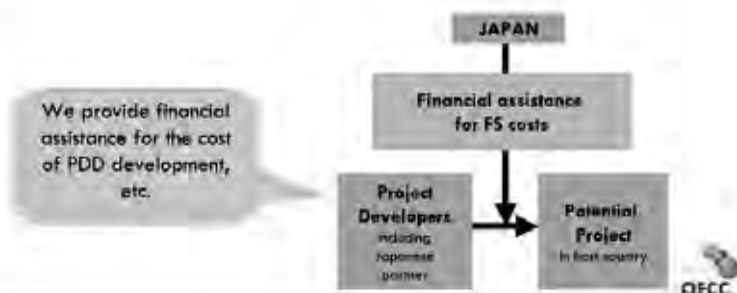 JAPAN
Financial assistance
for FS costs
We provide financial
assistance for the cost
of PDD development,
etc.
Project
Developers
including
Japanese
partner
Potential
Project
In host country
OECC